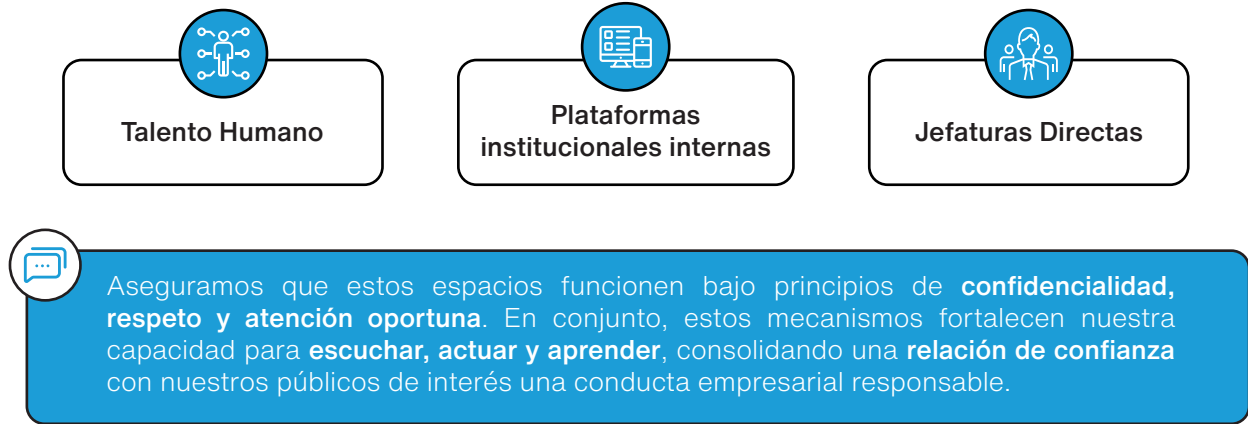 Talento Humano
Plataformas
institucionales internas
Jefaturas Directas
Aseguramos que estos espacios funcionen bajo principios de confidencialidad,
respeto y atención oportuna. En conjunto, estos mecanismos fortalecen nuestra
capacidad para escuchar, actuar y aprender, consolidando una relación de confianza
con nuestros públicos de interés una conducta empresarial responsable.